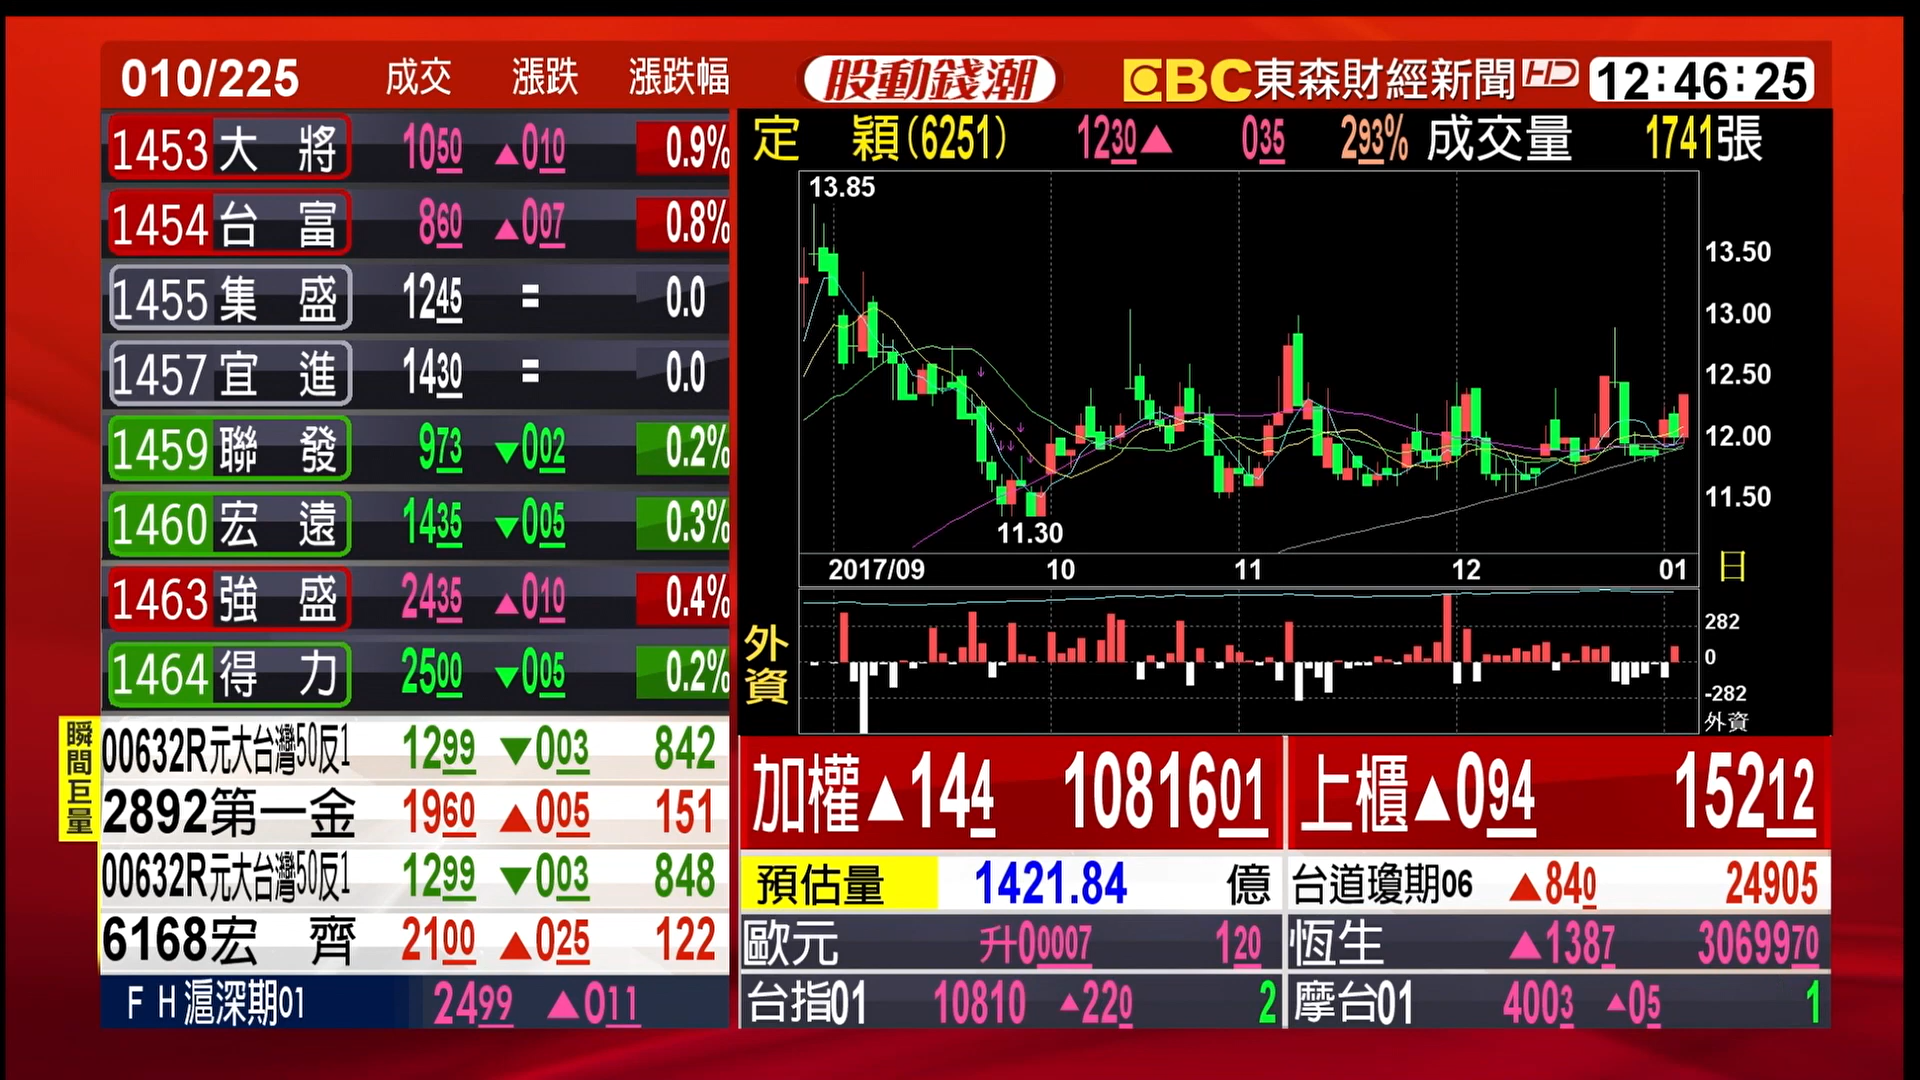 010/225 成交 漲跌 漲跌幅
股動錢潮 EBC東森財經新聞HD 12:46:25
1453大 將 1050 ▲010 0.9%
1454台 富 860 ▲007 0.8%
1455集 盛 1245 = 0.0
1457宜 進 1430 = 0.0
1459聯 發 973 ▼002 0.2%
1460宏 遠 1435 ▼005 0.3%
1463強 盛 2435 ▲010 0.4%
1464得 力 2500 ▼005 0.2%
瞬間巨量
00632R元大台灣50反1 1299 ▼003 842
2892第一金 1960 ▲005 151
00632R元大台灣50反1 1299 ▼003 848
6168宏 齊 2100 ▲025 122
FH滬深期01 2499 ▲011
定 穎(6251) 1230▲ 035 293% 成交量 1741張
13.85
13.50
13.00
12.50
12.00
11.50
11.30
2017/09 10 11 12 01 日
外資
282
0
-282
外資
加權▲144 1081601
上櫃▲094 15212
預估量 1421.84 億
台道瓊期06 ▲840 24905
歐元 升00007 120
恆生 ▲1387 3069970
台指01 10810 ▲220 2
摩台01 4003 ▲05 1